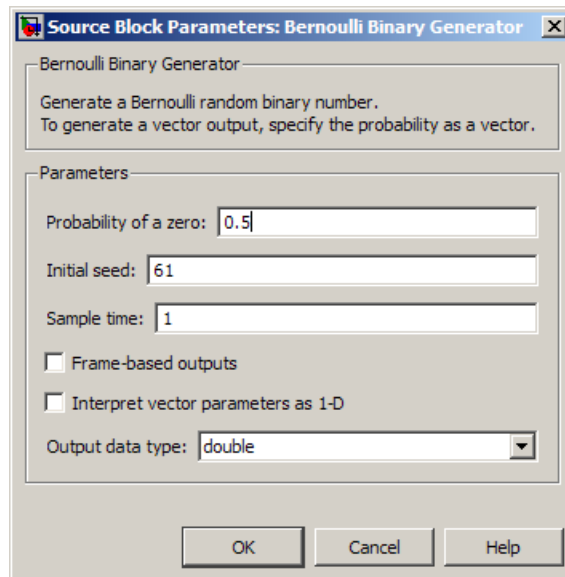 Source Block Parameters: Bernoulli Binary Generator
Bernoulli Binary Generator
Generate a Bernoulli random binary number.
To generate a vector output, specify the probability as a vector.
Parameters
Probability of a zero: 0.5
Initial seed: 61
Sample time: 1
Frame-based outputs
Interpret vector parameters as 1-D
Output data type: double
OK Cancel Help